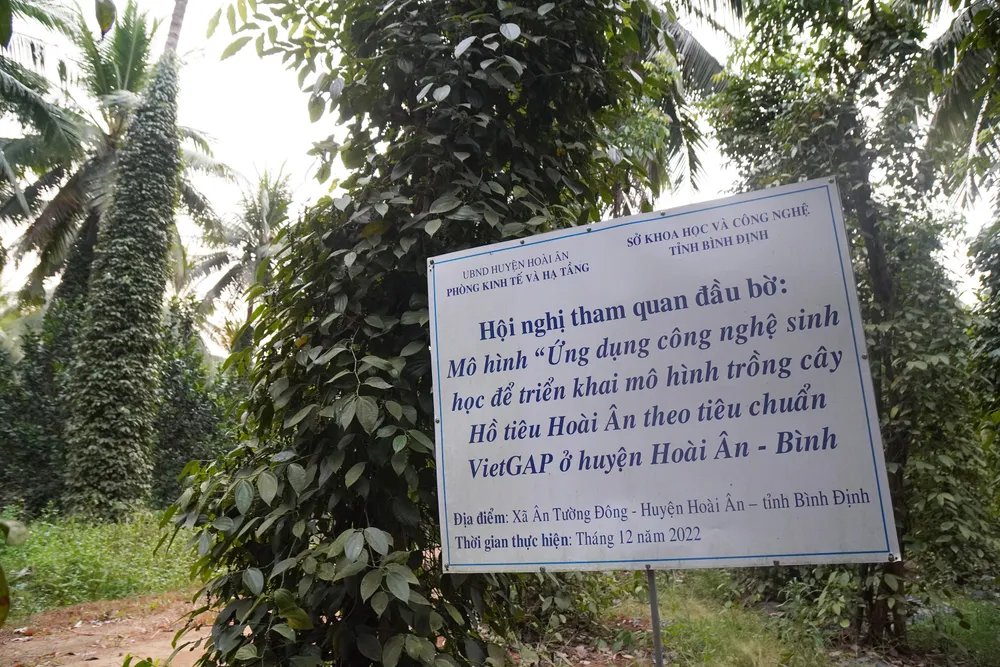 UBND HUYỆN HOÀI ÂN
PHÒNG KINH TẾ VÀ HẠ TẦNG
SỞ KHOA HỌC VÀ CÔNG NGHỆ
TỈNH BÌNH ĐỊNH
Hội nghị tham quan đầu bờ:
Mô hình “Ứng dụng công nghệ sinh
học để triển khai mô hình trồng cây
Hồ tiêu Hoài Ân theo tiêu chuẩn
VietGAP ở huyện Hoài Ân - Bình
Địa điểm: Xã Ân Tường Đông - Huyện Hoài Ân – tỉnh Bình Định
Thời gian thực hiện: Tháng 12 năm 2022